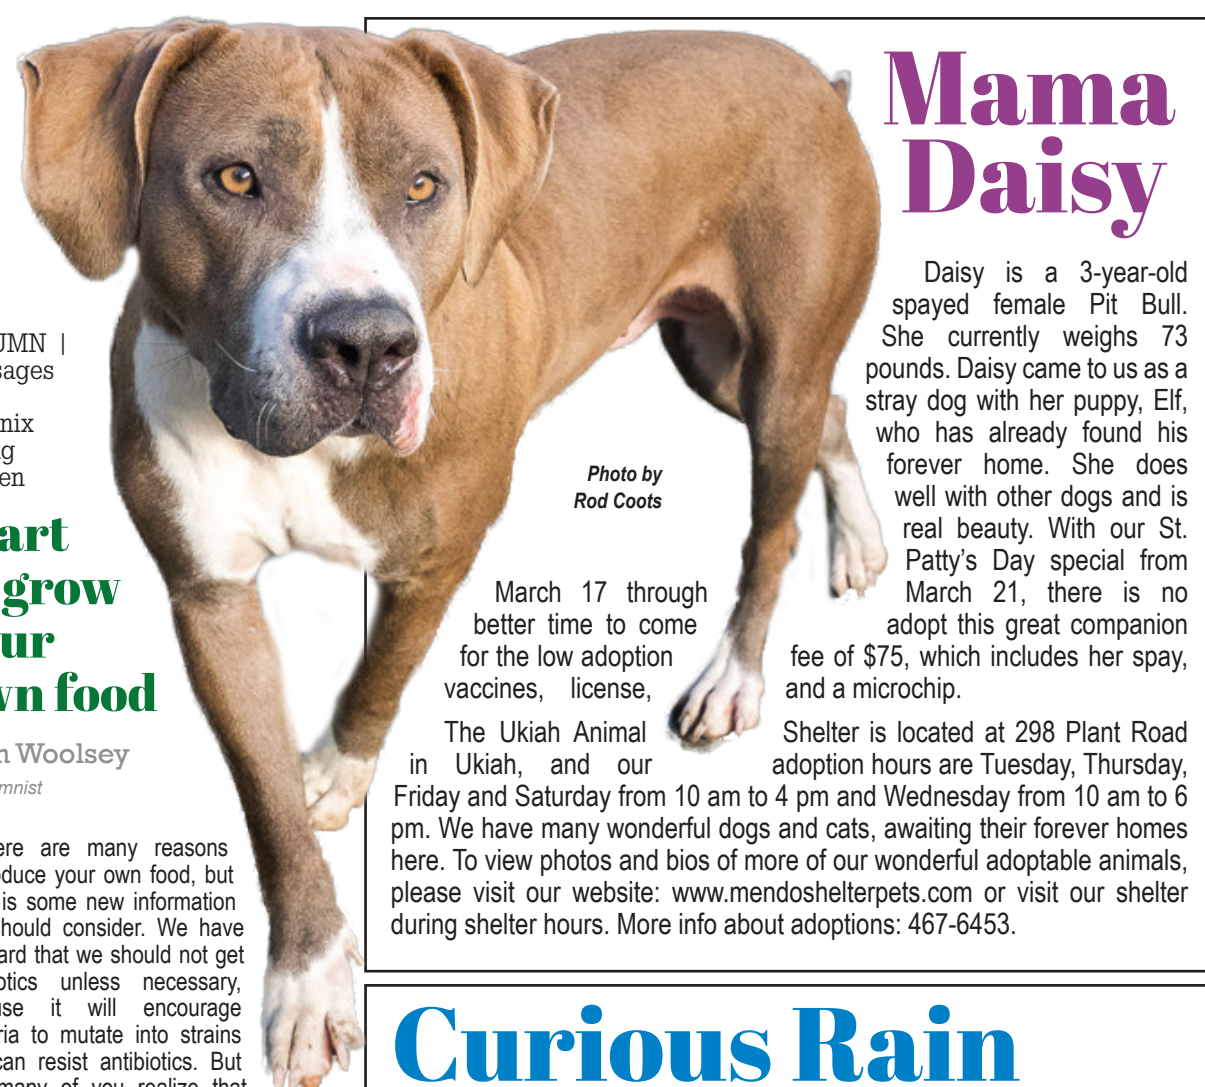 Mama
Daisy
Daisy is a 3-year-old
spayed female Pit Bull.
She currently weighs 73
pounds. Daisy came to us as a
stray dog with her puppy, Elf,
who has already found his
forever home. She does
well with other dogs and is
real beauty. With our St.
Patty's Day special from
March 17 through March 21, there is no
better time to come adopt this great companion
for the low adoption fee of $75, which includes her spay,
vaccines, license, and a microchip.
The Ukiah Animal Shelter is located at 298 Plant Road
in Ukiah, and our adoption hours are Tuesday, Thursday,
Friday and Saturday from 10 am to 4 pm and Wednesday from 10 am to 6
pm. We have many wonderful dogs and cats, awaiting their forever homes
here. To view photos and bios of more of our wonderful adoptable animals,
please visit our website: www.mendoshelterpets.com or visit our shelter
during shelter hours. More info about adoptions: 467-6453.
Photo by
Rod Coots
UMN |
sages
nix
g
en
art
grow
ur
wn food
n Woolsey
mnist
ere are many reasons
duce your own food, but
is some new information
should consider. We have
ard that we should not get
otics unless necessary,
use it will encourage
ria to mutate into strains
can resist antibiotics. But
many of you realize that
Curious Rain